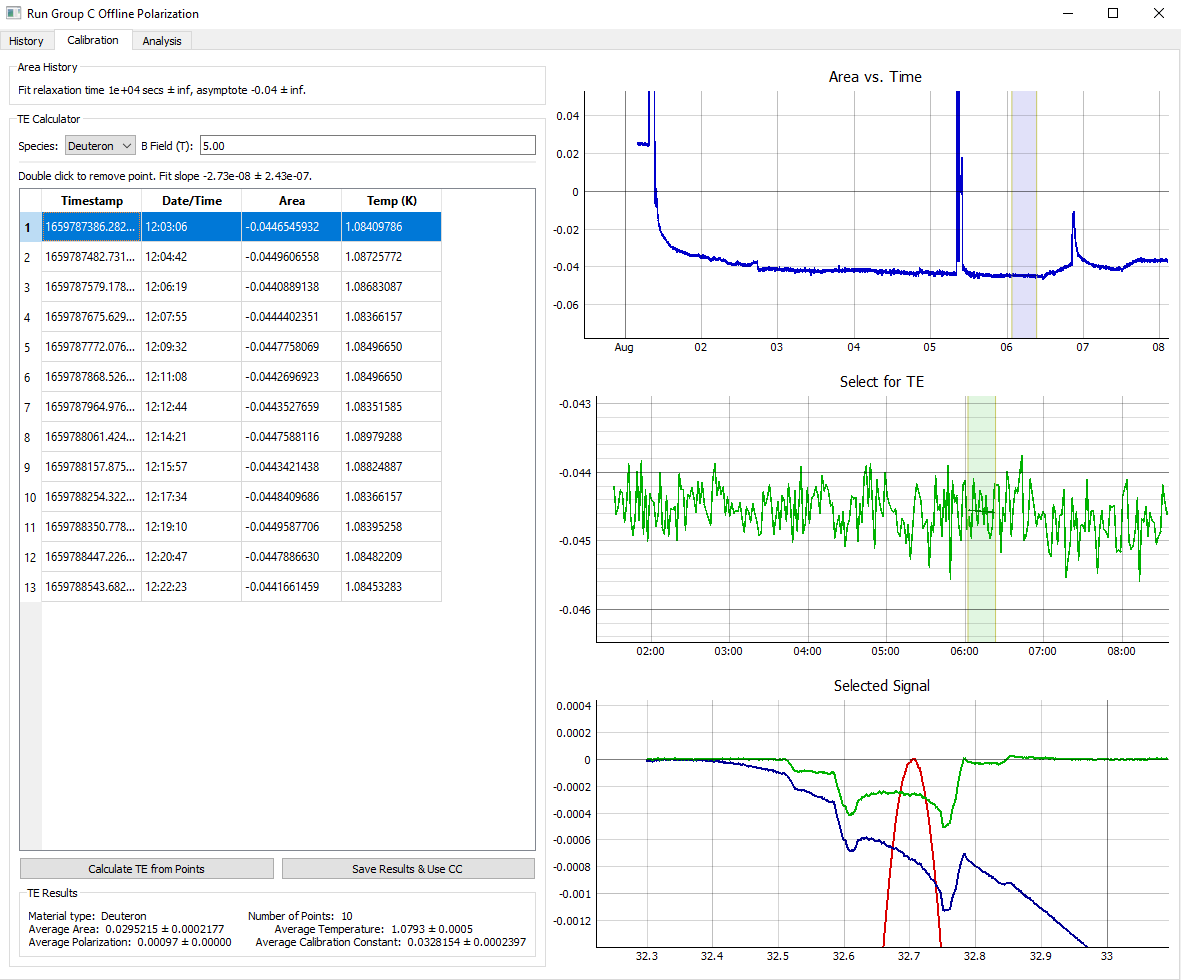 Run Group C Offline Polarization
History Calibration Analysis
Area History
Fit relaxation time 1e+04 secs ± inf, asymptote -0.04 ± inf.
TE Calculator
Species: Deuteron B Field (T): 5.00
Double click to remove point. Fit slope -2.73e-08 ± 2.43e-07.
Timestamp Date/Time Area Temp (K)
1 1659787386.282... 12:03:06 -0.0446545932 1.08409786
2 1659787482.731... 12:04:42 -0.0449606558 1.08725772
3 1659787579.178... 12:06:19 -0.0440889138 1.08683087
4 1659787675.629... 12:07:55 -0.0444402351 1.08366157
5 1659787772.076... 12:09:32 -0.0447758069 1.08496650
6 1659787868.526... 12:11:08 -0.0442696923 1.08496650
7 1659787964.976... 12:12:44 -0.0443527659 1.08351585
8 1659788061.424... 12:14:21 -0.0447588116 1.08979288
9 1659788157.875... 12:15:57 -0.0443421438 1.08824887
10 1659788254.322... 12:17:34 -0.0448409686 1.08366157
11 1659788350.778... 12:19:10 -0.0449587706 1.08395258
12 1659788447.226... 12:20:47 -0.0447886630 1.08482209
13 1659788543.682... 12:22:23 -0.0441661459 1.08453283
Calculate TE from Points Save Results & Use CC
TE Results
Material type: Deuteron Number of Points: 10
Average Area: 0.0295215 ± 0.0002177 Average Temperature: 1.0793 ± 0.0005
Average Polarization: 0.00097 ± 0.00000 Average Calibration Constant: 0.0328154 ± 0.0002397
Area vs. Time
0.04
0.02
0
-0.02
-0.04
-0.06
Aug 02 03 04 05 06 07 08
Select for TE
-0.043
-0.044
-0.045
-0.046
02:00 03:00 04:00 05:00 06:00 07:00 08:00
Selected Signal
0.0004
0.0002
0
-0.0002
-0.0004
-0.0006
-0.0008
-0.001
-0.0012
32.3 32.4 32.5 32.6 32.7 32.8 32.9 33